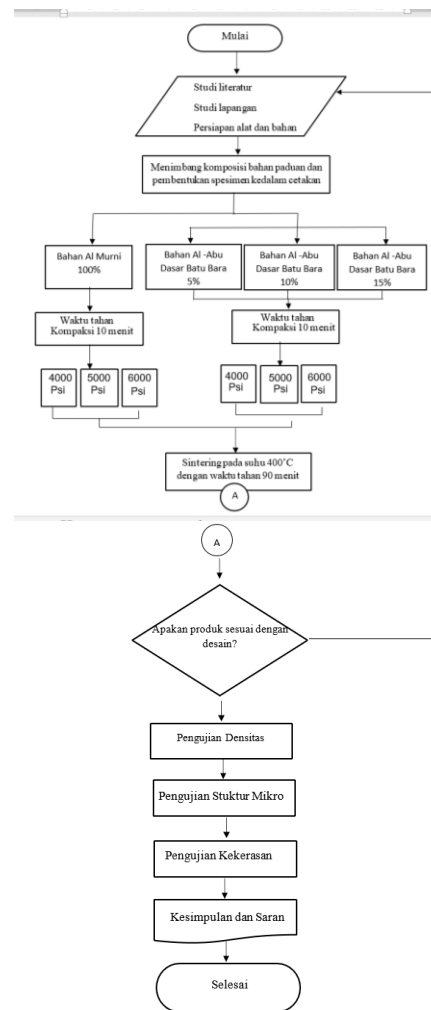 Mulai
Studi literatur
Studi lapangan
Persiapan alat dan bahan
Menimbang komposisi bahan paduan dan
pembentukan spesimen kedalam cetakan
Bahan Al Murni
100%
Bahan Al -Abu
Dasar Batu Bara
5%
Bahan Al -Abu
Dasar Batu Bara
10%
Bahan Al -Abu
Dasar Batu Bara
15%
Waktu tahan
Kompaksi 10 menit
Waktu tahan
Kompaksi 10 menit
4000
Psi
5000
Psi
6000
Psi
4000
Psi
5000
Psi
6000
Psi
Sintering pada suhu 400°C
dengan waktu tahan 90 menit
A
A
Apakan produk sesuai dengan
desain?
Pengujian Densitas
Pengujian Stuktur Mikro
Pengujian Kekerasan
Kesimpulan dan Saran
Selesai